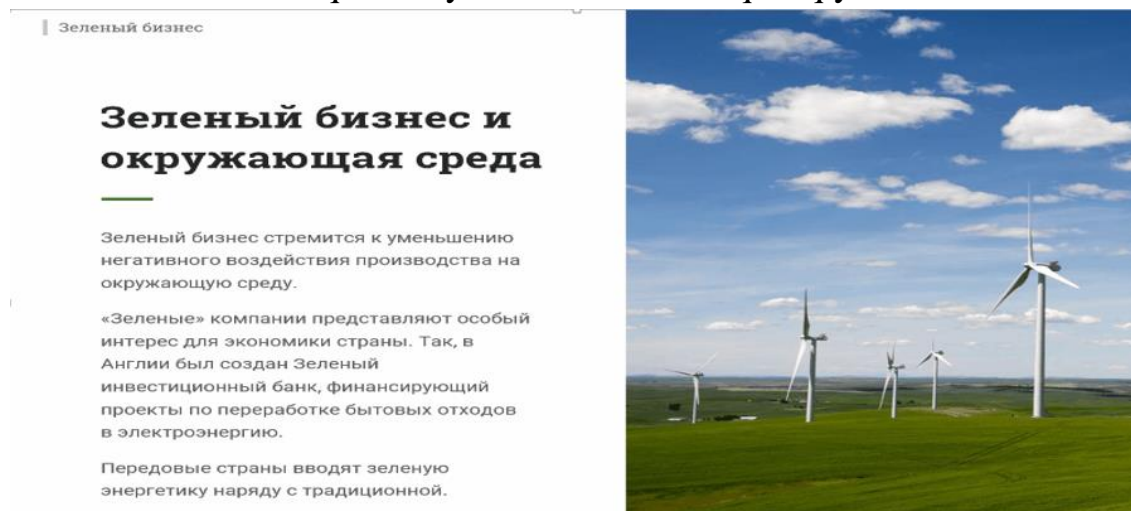 Зеленый бизнес
Зеленый бизнес и
окружающая среда
Зеленый бизнес стремится к уменьшению
негативного воздействия производства на
окружающую среду.
«Зеленые» компании представляют особый
интерес для экономики страны. Так, в
Англии был создан Зеленый
инвестиционный банк, финансирующий
проекты по переработке бытовых отходов
в электроэнергию.
Передовые страны вводят зеленую
энергетику наряду с традиционной.